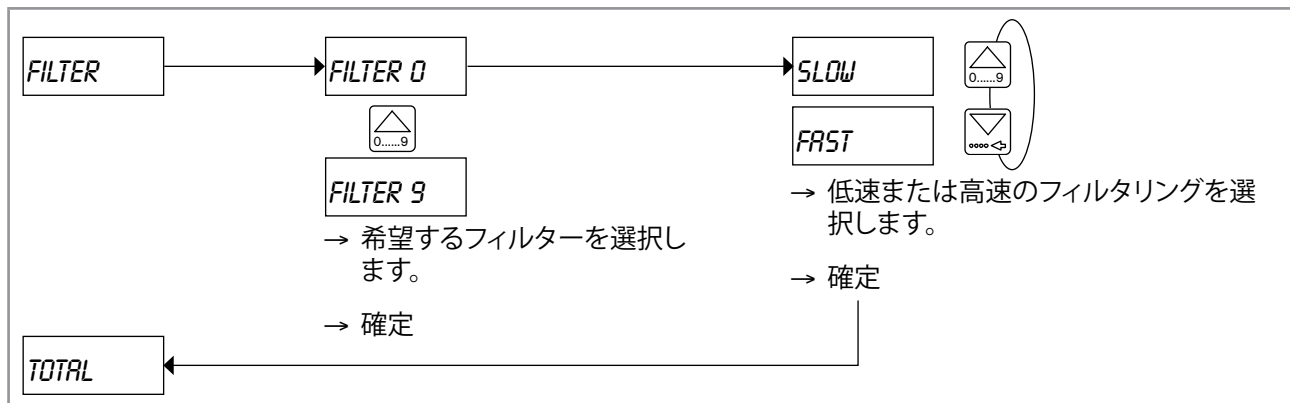 FILTER
FILTER 0
0......9
FILTER 9
→ 希望するフィルターを選択し
ます。
→ 確定
SLOW
0......9
FAST
→ 低速または高速のフィルタリングを選
択します。
→ 確定
TOTAL